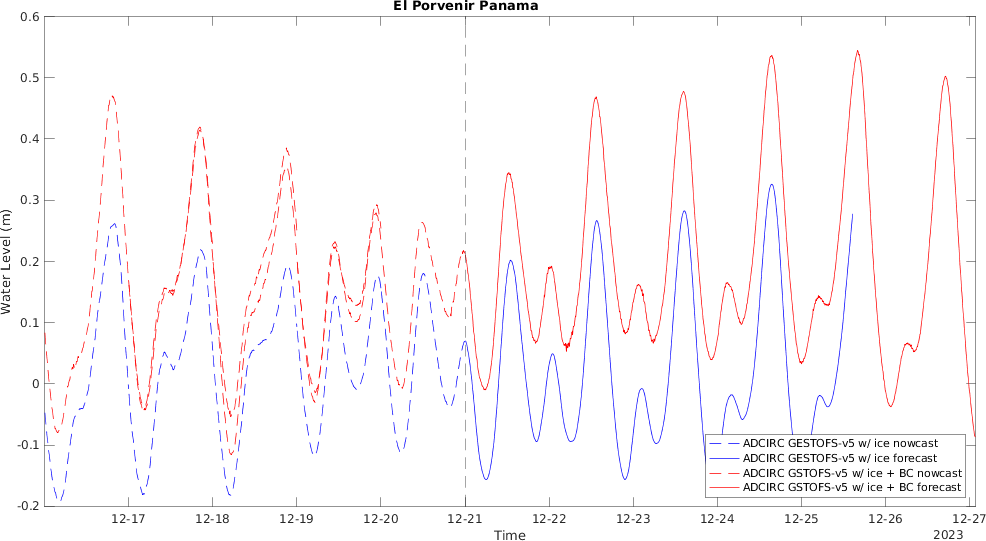 El Porvenir Panama
Water Level (m)
0.6
0.5
0.4
0.3
0.2
0.1
0
-0.1
-0.2
ADCIRC GESTOFS-v5 w/ ice nowcast
ADCIRC GESTOFS-v5 w/ ice forecast
ADCIRC GSTOFS-v5 w/ ice + BC nowcast
ADCIRC GSTOFS-v5 w/ ice + BC forecast
12-17 12-18 12-19 12-20 12-21 12-22 12-23 12-24 12-25 12-26 12-27
Time
2023